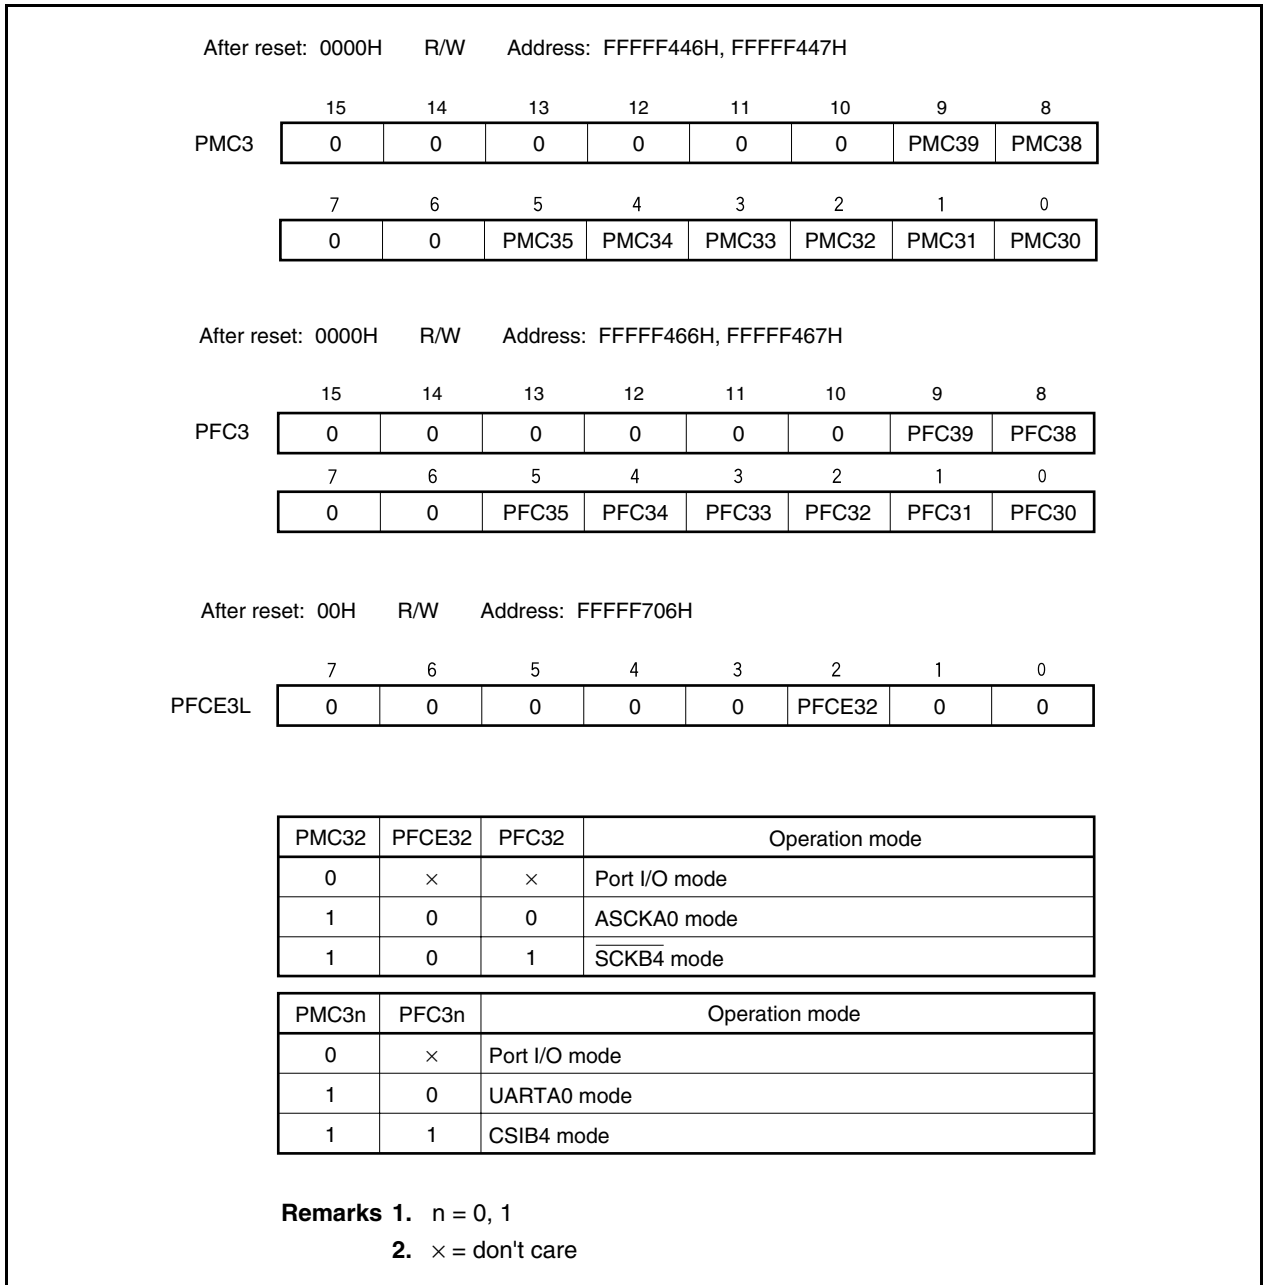 After reset: 0000H R/W Address: FFFFF446H, FFFFF447H
15 14 13 12 11 10 9 8
PMC3 0 0 0 0 0 0 PMC39 PMC38
7 6 5 4 3 2 1 0
0 0 PMC35 PMC34 PMC33 PMC32 PMC31 PMC30
After reset: 0000H R/W Address: FFFFF466H, FFFFF467H
15 14 13 12 11 10 9 8
PFC3 0 0 0 0 0 0 PFC39 PFC38
7 6 5 4 3 2 1 0
0 0 PFC35 PFC34 PFC33 PFC32 PFC31 PFC30
After reset: 00H R/W Address: FFFFF706H
7 6 5 4 3 2 1 0
PFCE3L 0 0 0 0 0 PFCE32 0 0
PMC32 PFCE32 PFC32 Operation mode
0 × × Port I/O mode
1 0 0 ASCKA0 mode
1 0 1 S̅C̅K̅B̅4̅ mode
PMC3n PFC3n Operation mode
0 × Port I/O mode
1 0 UARTA0 mode
1 1 CSIB4 mode
Remarks 1. n = 0, 1
2. × = don't care